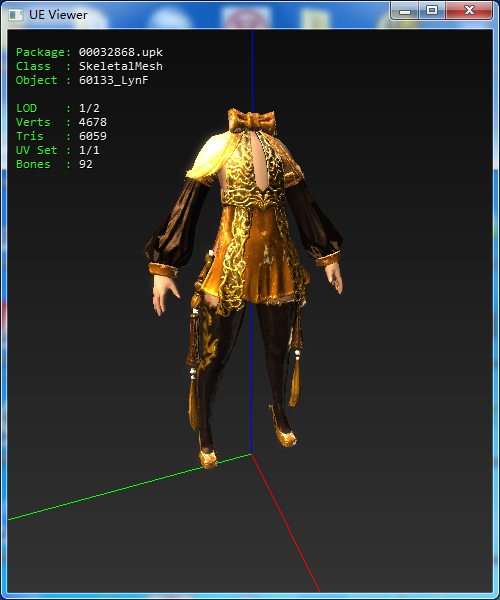 UE Viewer
Package: 00032868.upk
Class : SkeletalMesh
Object : 60133_LynF
LOD : 1/2
Verts : 4678
Tris : 6059
UV Set : 1/1
Bones : 92